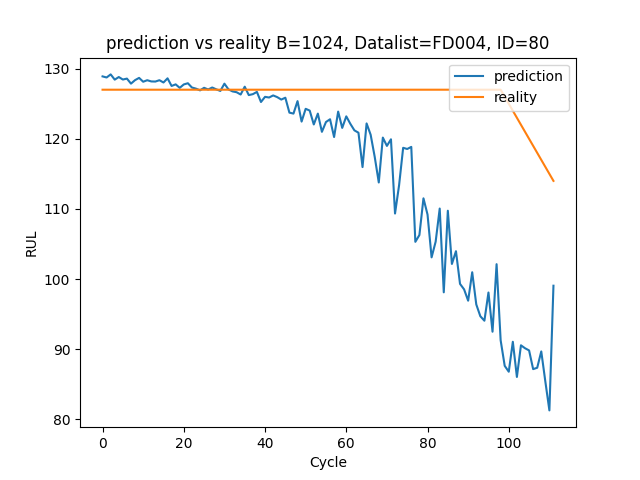 prediction vs reality B=1024, Datalist=FD004, ID=80
prediction
reality
130
120
110
100
90
80
RUL
0 20 40 60 80 100
Cycle